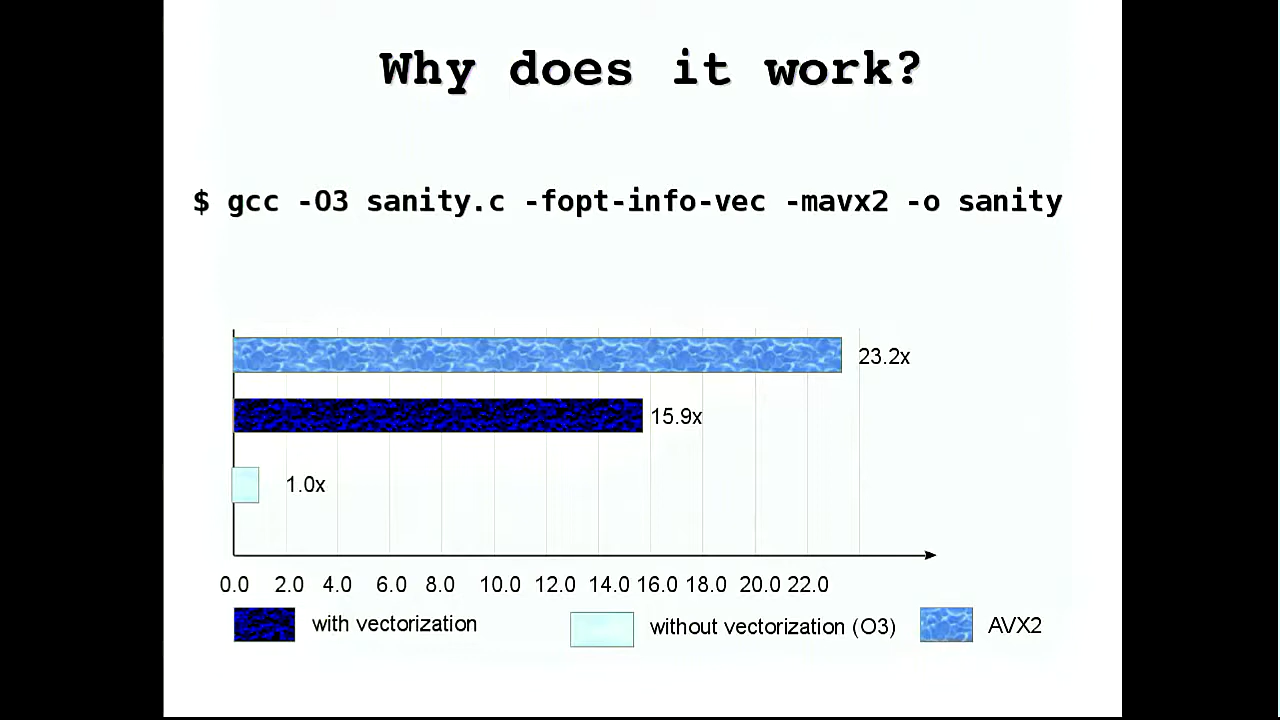 Why does it work?
$ gcc -O3 sanity.c -fopt-info-vec -mavx2 -o sanity
23.2x
15.9x
1.0x
0.0 2.0 4.0 6.0 8.0 10.0 12.0 14.0 16.0 18.0 20.0 22.0
with vectorization without vectorization (O3) AVX2